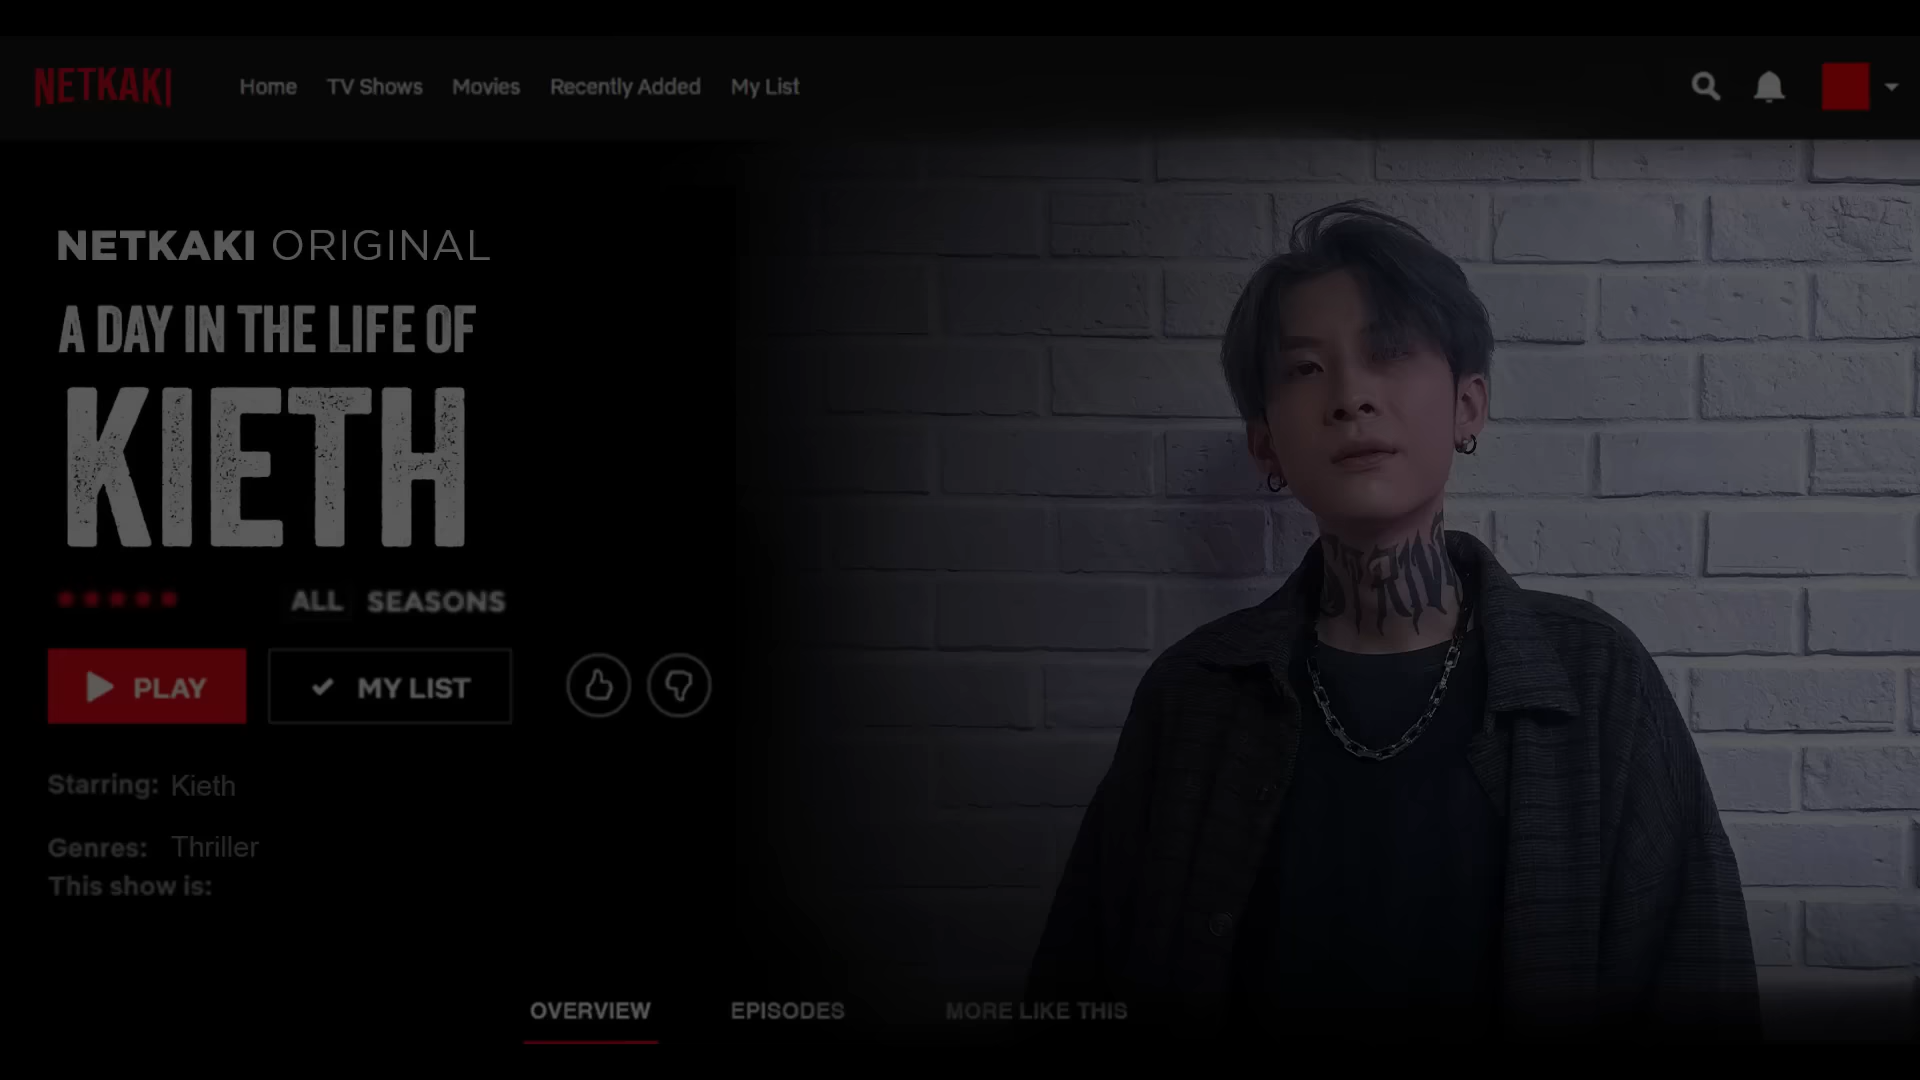 NETKAKI
Home TV Shows Movies Recently Added My List
NETKAKI ORIGINAL
A DAY IN THE LIFE OF
KIETH
ALL SEASONS
PLAY
MY LIST
Starring: Kieth
Genres: Thriller
This show is:
OVERVIEW EPISODES MORE LIKE THIS